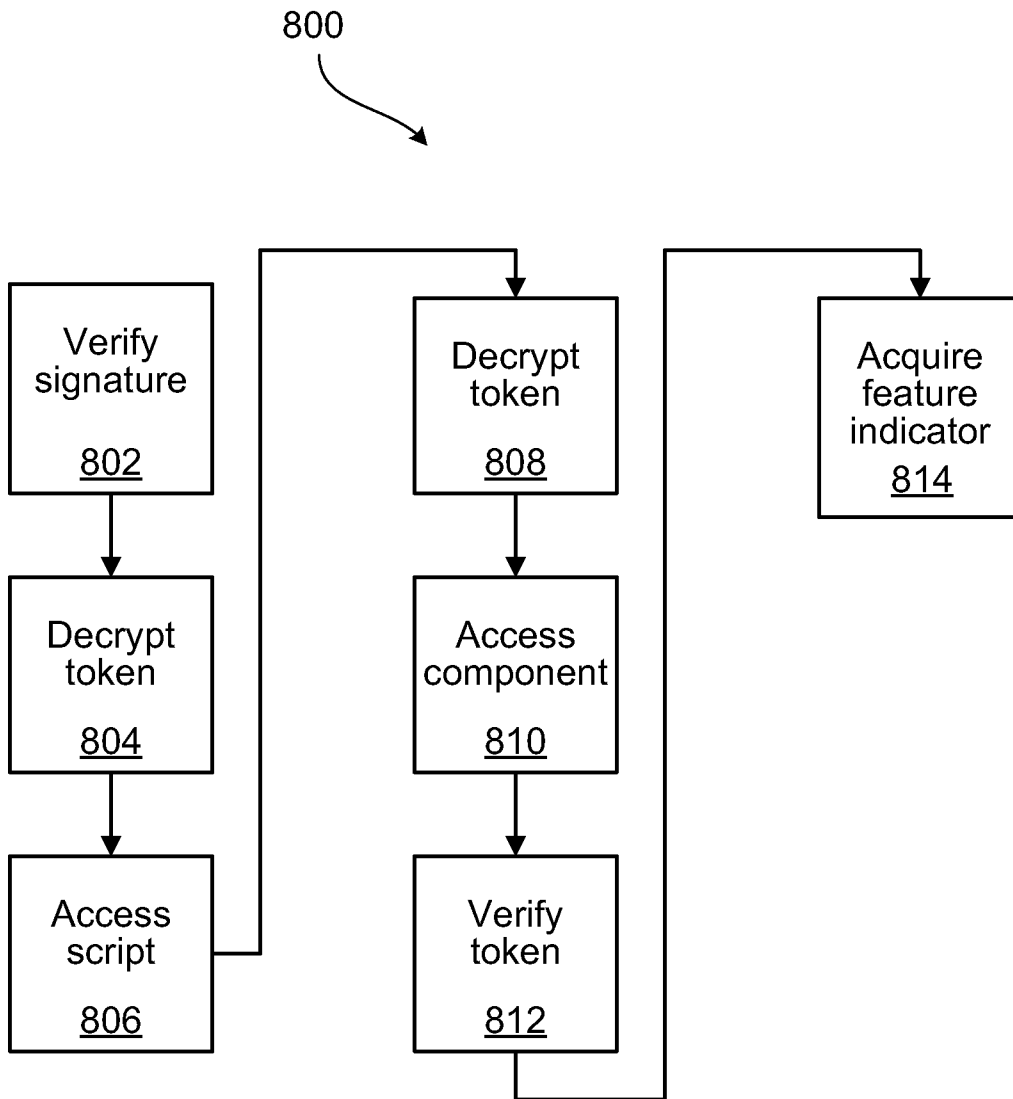 800
Verify
signature
802
Decrypt
token
804
Access
script
806
Decrypt
token
808
Access
component
810
Verify
token
812
Acquire
feature
indicator
814